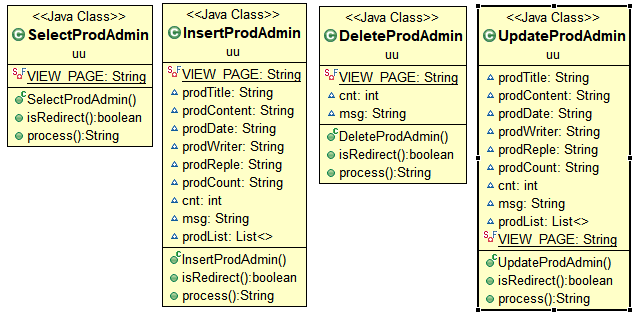 <<Java Class>>
SelectProdAdmin
uu
VIEW_PAGE: String
SelectProdAdmin()
isRedirect():boolean
process():String
<<Java Class>>
InsertProdAdmin
uu
VIEW_PAGE: String
prodTitle: String
prodContent: String
prodDate: String
prodWriter: String
prodReple: String
prodCount: String
cnt: int
msg: String
prodList: List<>
InsertProdAdmin()
isRedirect():boolean
process():String
<<Java Class>>
DeleteProdAdmin
uu
VIEW_PAGE: String
cnt: int
msg: String
DeleteProdAdmin()
isRedirect():boolean
process():String
<<Java Class>>
UpdateProdAdmin
uu
prodTitle: String
prodContent: String
prodDate: String
prodWriter: String
prodReple: String
prodCount: String
cnt: int
msg: String
prodList: List<>
VIEW_PAGE: String
UpdateProdAdmin()
isRedirect():boolean
process():String